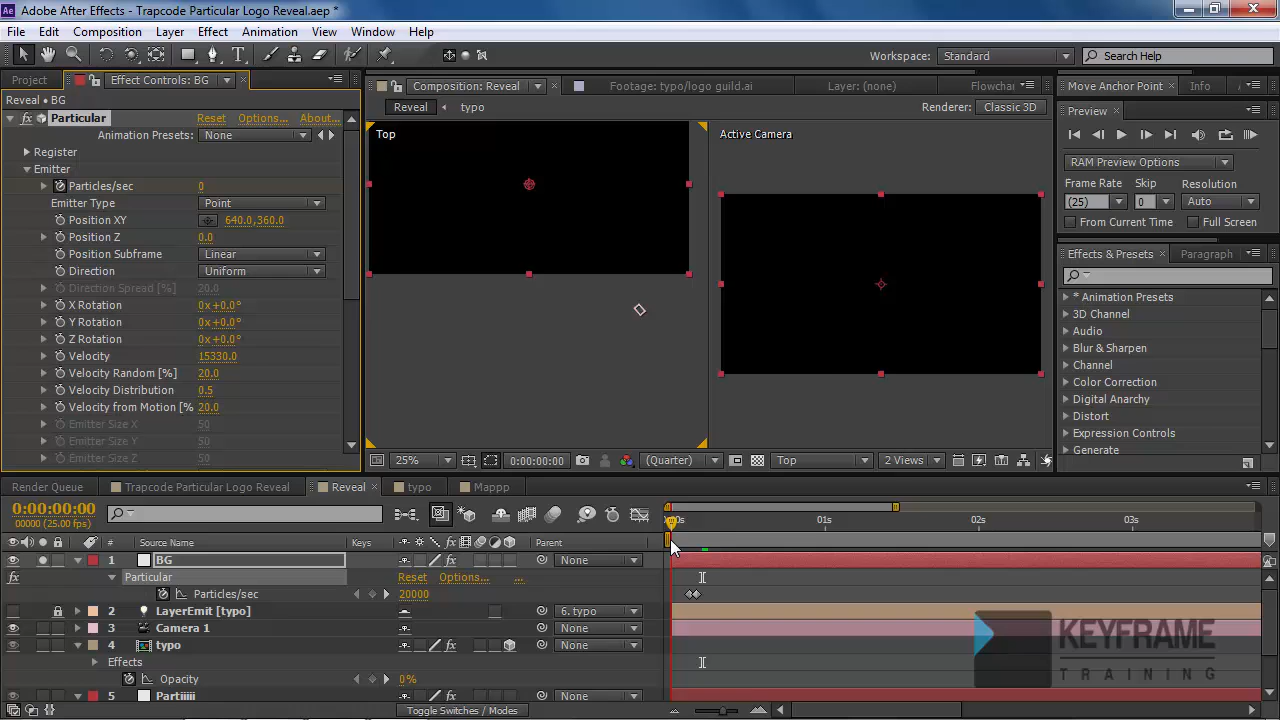 Adobe After Effects - Trapcode Particular Logo Reveal.aep *
File Edit Composition Layer Effect Animation View Window Help
Workspace: Standard Search Help
Project Effect Controls: BG Composition: Reveal Footage: typo/logo guild.ai Layer: (none) Flowchar Move Anchor Point Info
Reveal • BG
Reveal typo Renderer: Classic 3D
Particular Reset Options... About...
Preview
Animation Presets: None
Top Active Camera
Register
RAM Preview Options
Emitter
Frame Rate Skip Resolution
Particles/sec 0
(25) 0 Auto
Emitter Type Point
From Current Time Full Screen
Position XY 640.0,360.0
Position Z 0.0
Position Subframe Linear
Effects & Presets Paragraph
Direction Uniform
Direction Spread [%] 20.0
* Animation Presets
X Rotation 0x+0.0°
3D Channel
Y Rotation 0x+0.0°
Audio
Z Rotation 0x+0.0°
Blur & Sharpen
Velocity 15330.0
Channel
Velocity Random [%] 20.0
Color Correction
Velocity Distribution 0.5
Digital Anarchy
Velocity from Motion [% 20.0
Distort
Emitter Size X 50
Expression Controls
Emitter Size Y 50
Generate
Emitter Size Z 50
25% 0:00:00:00 (Quarter) Top 2 Views
Render Queue Trapcode Particular Logo Reveal Reveal typo Mappp
0:00:00:00
00000 (25.00 fps)
01s 02s 03s
# Source Name Keys Parent
1 BG None
Particular Reset Options... ...
Particles/sec 20000
2 LayerEmit [typo] 6. typo
3 Camera 1 None
4 typo None
Effects
Opacity 0%
5 Partiiiii None
Toggle Switches / Modes
KEYFRAME
TRAINING